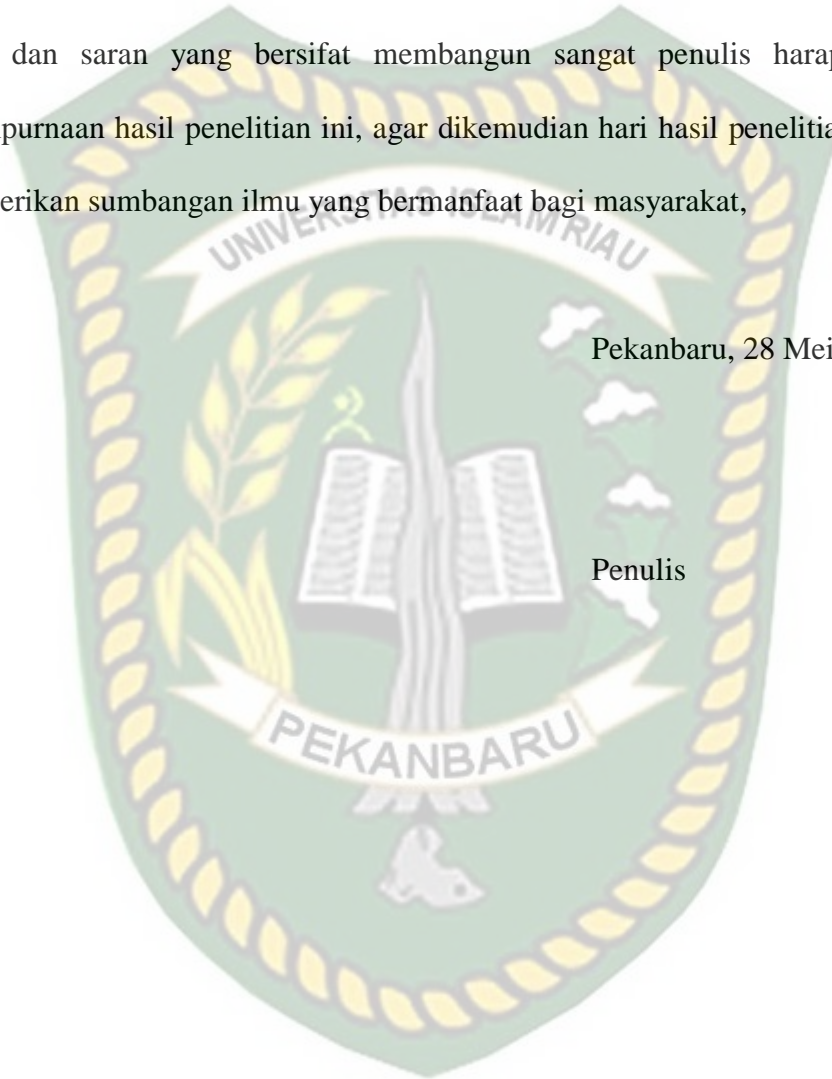 dan saran yang bersifat membangun sangat penulis harap
purnaan hasil penelitian ini, agar dikemudian hari hasil penelitia
erikan sumbangan ilmu yang bermanfaat bagi masyarakat,
UNIVERSITAS ISLAM RIAU
Pekanbaru, 28 Mei
Penulis
PEKANBARU